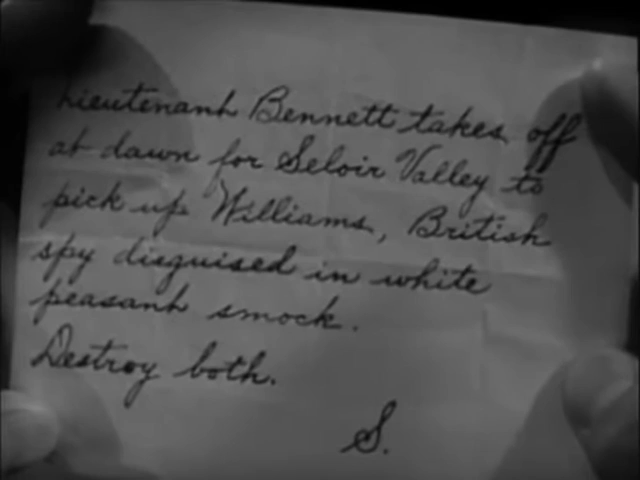 Lieutenant Bennett takes off
at dawn for Seloir Valley to
pick up Williams, British
spy disguised in white
peasant smock.
Destroy both.
S.